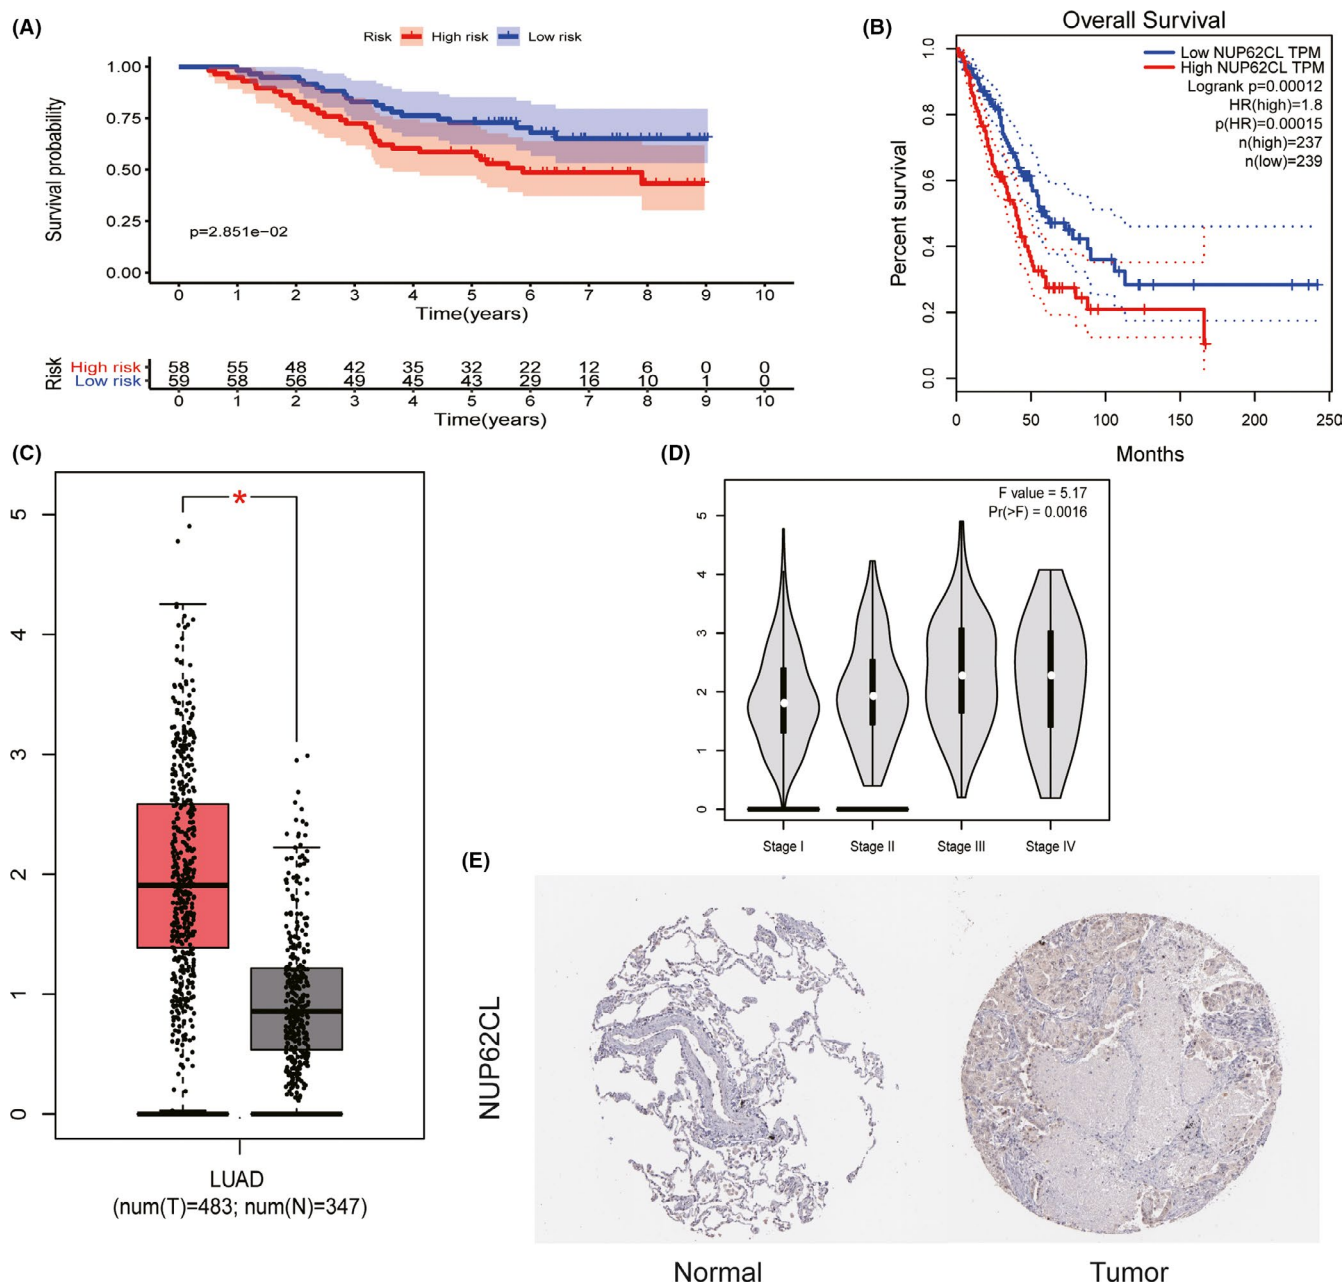 (A)
Risk High risk Low risk
Survival probability
1.00
0.75
0.50
0.25
0.00
p=2.851e−02
0 1 2 3 4 5 6 7 8 9 10
Time(years)
Risk
High risk 58 55 48 42 35 32 22 12 6 0 0
Low risk 59 58 56 49 45 43 29 16 10 1 0
0 1 2 3 4 5 6 7 8 9 10
Time(years)
(B)
Overall Survival
Low NUP62CL TPM
High NUP62CL TPM
Logrank p=0.00012
HR(high)=1.8
p(HR)=0.00015
n(high)=237
n(low)=239
Percent survival
1.0
0.8
0.6
0.4
0.2
0.0
0 50 100 150 200 250
Months
(C)
*
5
4
3
2
1
0
LUAD
(num(T)=483; num(N)=347)
(D)
F value = 5.17
Pr(>F) = 0.0016
5
4
3
2
1
0
Stage I Stage II Stage III Stage IV
(E)
NUP62CL
Normal Tumor